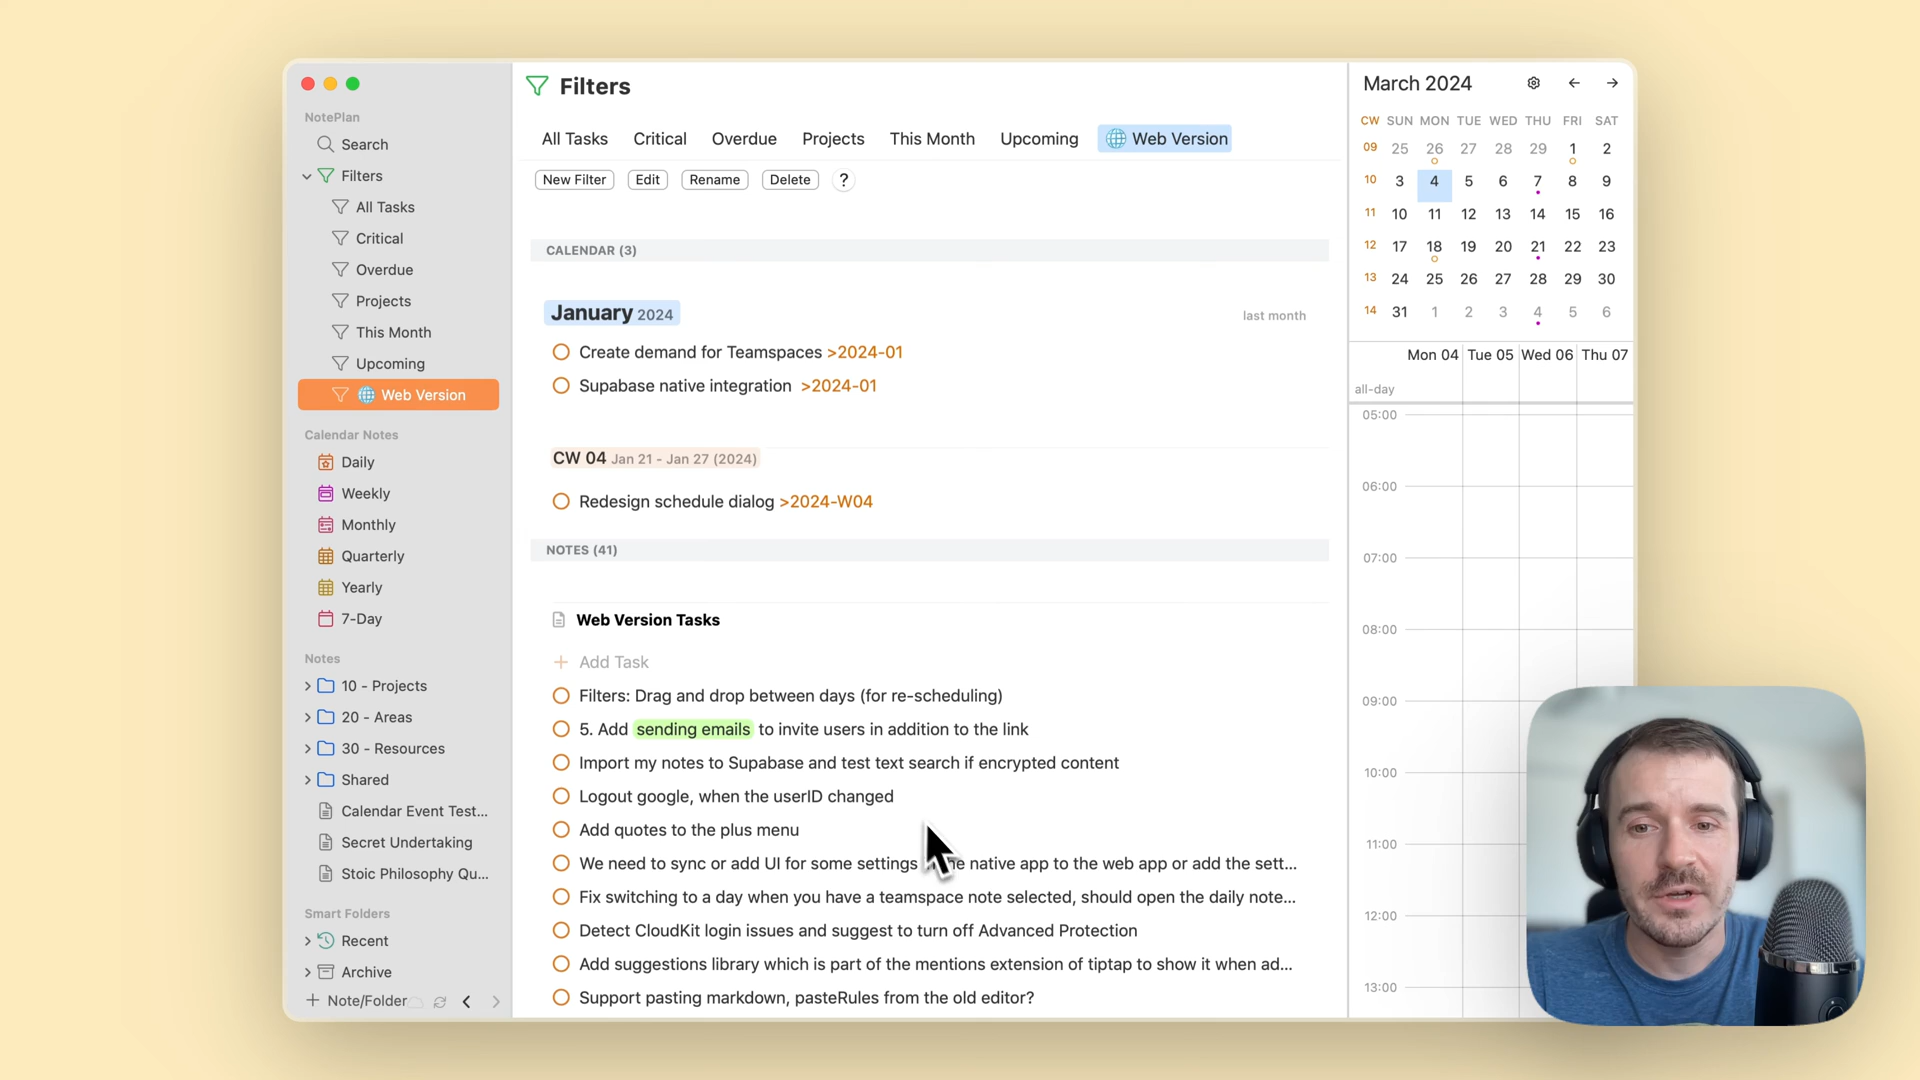 NotePlan
Search
Filters
All Tasks
Critical
Overdue
Projects
This Month
Upcoming
Web Version
Calendar Notes
Daily
Weekly
Monthly
Quarterly
Yearly
7-Day
Notes
10 - Projects
20 - Areas
30 - Resources
Shared
Calendar Event Test...
Secret Undertaking
Stoic Philosophy Qu...
Smart Folders
Recent
Archive
Note/Folder
Filters
All Tasks Critical Overdue Projects This Month Upcoming Web Version
New Filter Edit Rename Delete ?
CALENDAR (3)
January 2024 last month
Create demand for Teamspaces >2024-01
Supabase native integration >2024-01
CW 04 Jan 21 - Jan 27 (2024)
Redesign schedule dialog >2024-W04
NOTES (41)
Web Version Tasks
+ Add Task
Filters: Drag and drop between days (for re-scheduling)
5. Add sending emails to invite users in addition to the link
Import my notes to Supabase and test text search if encrypted content
Logout google, when the userID changed
Add quotes to the plus menu
We need to sync or add UI for some settings native app to the web app or add the sett...
Fix switching to a day when you have a teamspace note selected, should open the daily note...
Detect CloudKit login issues and suggest to turn off Advanced Protection
Add suggestions library which is part of the mentions extension of tiptap to show it when ad...
Support pasting markdown, pasteRules from the old editor?
March 2024
CW SUN MON TUE WED THU FRI SAT
09 25 26 27 28 29 1 2
10 3 4 5 6 7 8 9
11 10 11 12 13 14 15 16
12 17 18 19 20 21 22 23
13 24 25 26 27 28 29 30
14 31 1 2 3 4 5 6
Mon 04 Tue 05 Wed 06 Thu 07
all-day
05:00
06:00
07:00
08:00
09:00
10:00
11:00
12:00
13:00